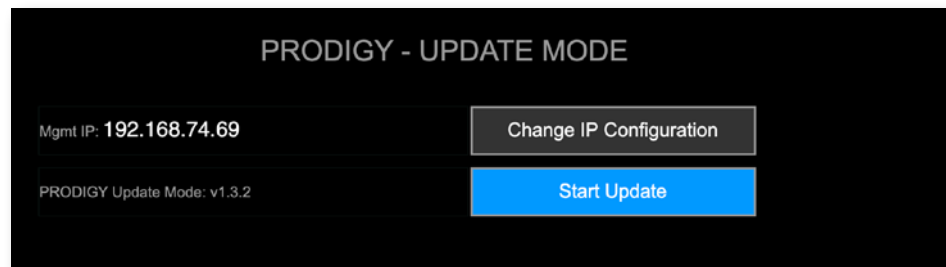 PRODIGY - UPDATE MODE
Mgmt IP: 192.168.74.69
Change IP Configuration
PRODIGY Update Mode: v1.3.2
Start Update